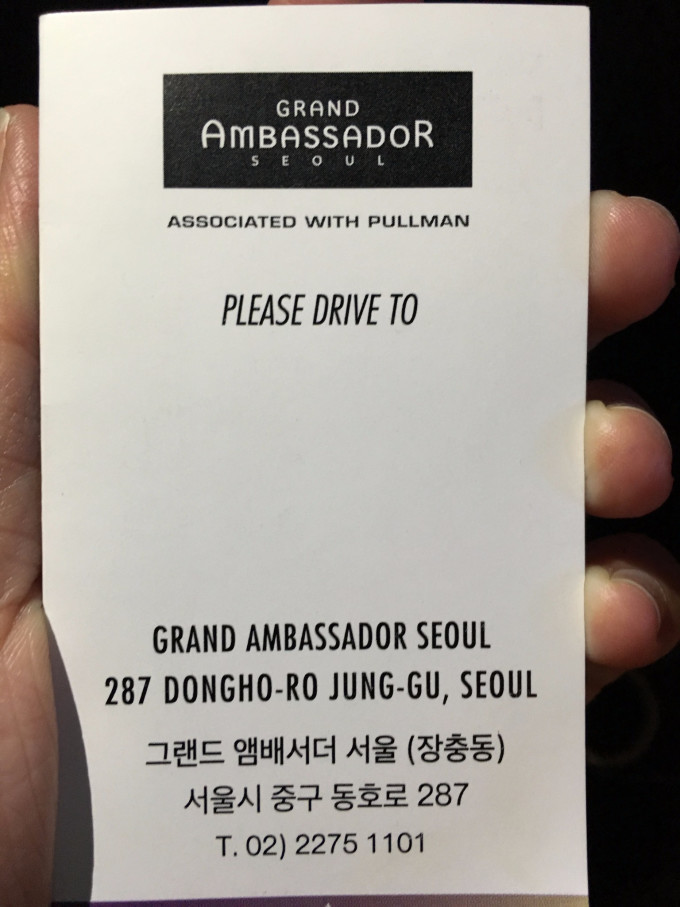 GRAND
AMBASSADOR
SEOUL
ASSOCIATED WITH PULLMAN
PLEASE DRIVE TO
GRAND AMBASSADOR SEOUL
287 DONGHO-RO JUNG-GU, SEOUL
그랜드 앰배서더 서울 (장충동)
서울시 중구 동호로 287
T. 02) 2275 1101